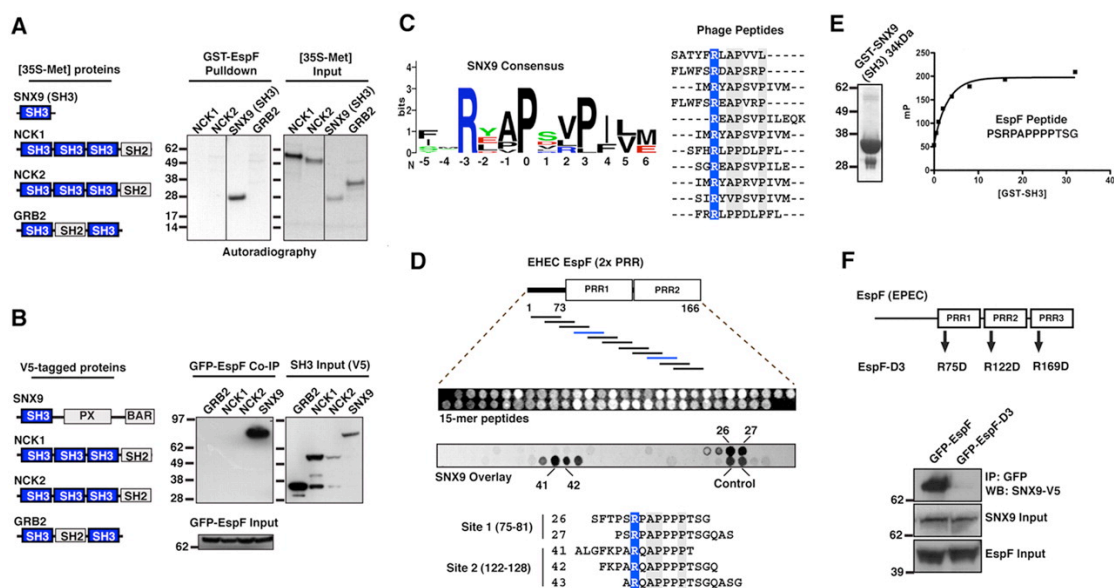 A
[35S-Met] proteins
SNX9 (SH3)
SH3
NCK1
SH3 SH3 SH3 SH2
NCK2
SH3 SH3 SH3 SH2
GRB2
SH3 SH2 SH3
GST-EspF
Pulldown
[35S-Met]
Input
NCK1
NCK2
SNX9 (SH3)
GRB2
NCK1
NCK2
SNX9 (SH3)
GRB2
62
49
38
28
17
14
Autoradiography
B
V5-tagged proteins
SNX9
SH3 PX BAR
NCK1
SH3 SH3 SH3 SH2
NCK2
SH3 SH3 SH3 SH2
GRB2
SH3 SH2 SH3
GFP-EspF Co-IP
SH3 Input (V5)
GRB2
NCK1
NCK2
SNX9
GRB2
NCK1
NCK2
SNX9
97
62
49
38
28
GFP-EspF Input
62
C
SNX9 Consensus
bits
4
3
2
1
0
N
-5 -4 -3 -2 -1 0 1 2 3 4 5 6
Phage Peptides
SATYFRLAPVVL-----
FLWFSRDAPSRP-----
--IMRYAPSVPIVM---
FLWFSREAPVRP-----
----REAPSVPILEQK
--IMRYAPRVPIVM---
--SFHRLPPDLPFL---
--SGREAPSVPILE---
--IMRYAPRVPIVM---
--SIRYVPSVPIVM---
--FRRLPPDLPFL----
D
EHEC EspF (2x PRR)
PRR1 PRR2
1 73 166
15-mer peptides
26 27
SNX9 Overlay
41 42 Control
Site 1 (75-81)
26 SFTPSRPAPPPPTSG
27 PSRPAPPPPTSGQAS
Site 2 (122-128)
41 ALGFKPARQAPPPPT
42 FKPARQAPPPPTSGQ
43 ARQAPPPPTSGQASG
E
GST-SNX9
(SH3) 34kDa
62
49
38
28
mP
250
200
150
100
50
0
0 10 20 30 40
EspF Peptide
PSRPAPPPPTSG
[GST-SH3]
F
EspF (EPEC)
PRR1 PRR2 PRR3
EspF-D3 R75D R122D R169D
GFP-EspF
GFP-EspF-D3
IP: GFP
WB: SNX9-V5
62
SNX9 Input
62
49
EspF Input
39